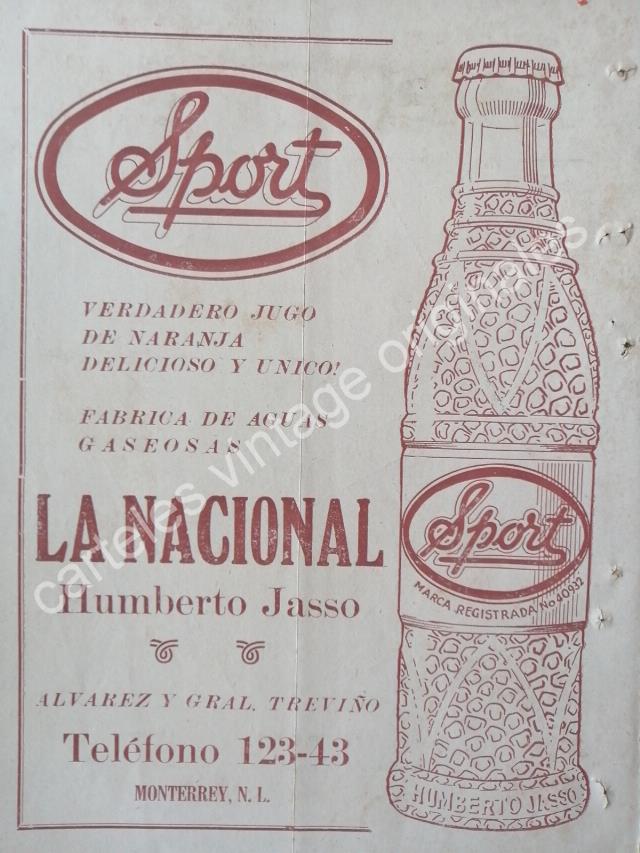 Sport
VERDADERO JUGO
DE NARANJA
DELICIOSO Y UNICO!
FABRICA DE AGUAS
GASEOSAS
LA NACIONAL
Humberto Jasso
ALVAREZ Y GRAL. TREVIÑO
Teléfono 123-43
MONTERREY, N. L.
Sport
MARCA REGISTRADA No 40932
HUMBERTO JASSO
carteles vintage originales